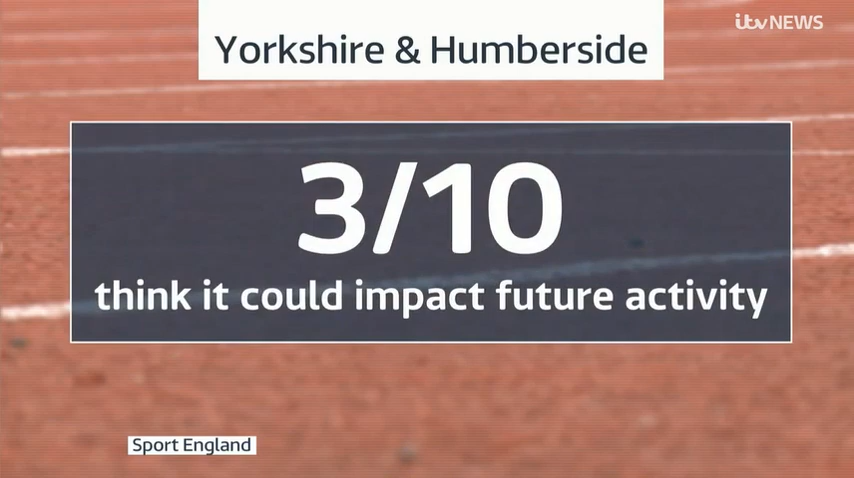 itv NEWS
Yorkshire & Humberside
3/10
think it could impact future activity
Sport England